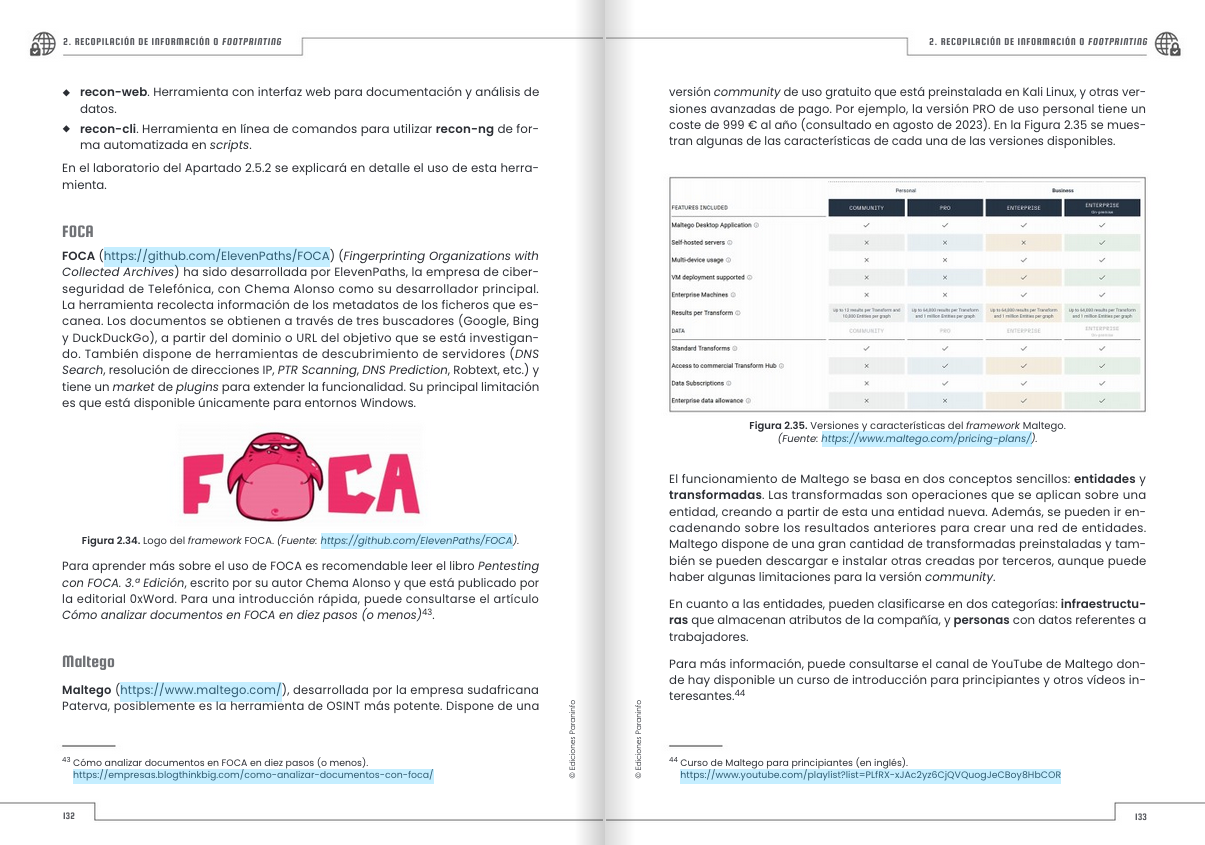 2. RECOPILACIÓN DE INFORMACIÓN O FOOTPRINTING
◆ recon-web. Herramienta con interfaz web para documentación y análisis de
datos.
◆ recon-cli. Herramienta en línea de comandos para utilizar recon-ng de for-
ma automatizada en scripts.
En el laboratorio del Apartado 2.5.2 se explicará en detalle el uso de esta herra-
mienta.
FOCA
FOCA (https://github.com/ElevenPaths/FOCA) (Fingerprinting Organizations with
Collected Archives) ha sido desarrollada por ElevenPaths, la empresa de ciber-
seguridad de Telefónica, con Chema Alonso como su desarrollador principal.
La herramienta recolecta información de los metadatos de los ficheros que es-
canea. Los documentos se obtienen a través de tres buscadores (Google, Bing
y DuckDuckGo), a partir del dominio o URL del objetivo que se está investigan-
do. También dispone de herramientas de descubrimiento de servidores (DNS
Search, resolución de direcciones IP, PTR Scanning, DNS Prediction, Robtext, etc.) y
tiene un market de plugins para extender la funcionalidad. Su principal limitación
es que está disponible únicamente para entornos Windows.
FOCA
Figura 2.34. Logo del framework FOCA. (Fuente: https://github.com/ElevenPaths/FOCA).
Para aprender más sobre el uso de FOCA es recomendable leer el libro Pentesting
con FOCA. 3.ª Edición, escrito por su autor Chema Alonso y que está publicado por
la editorial 0xWord. Para una introducción rápida, puede consultarse el artículo
Cómo analizar documentos en FOCA en diez pasos (o menos)43.
Maltego
Maltego (https://www.maltego.com/), desarrollada por la empresa sudafricana
Paterva, posiblemente es la herramienta de OSINT más potente. Dispone de una
43 Cómo analizar documentos en FOCA en diez pasos (o menos).
https://empresas.blogthinkbig.com/como-analizar-documentos-con-foca/
© Ediciones Paraninfo
132
2. RECOPILACIÓN DE INFORMACIÓN O FOOTPRINTING
versión community de uso gratuito que está preinstalada en Kali Linux, y otras ver-
siones avanzadas de pago. Por ejemplo, la versión PRO de uso personal tiene un
coste de 999 € al año (consultado en agosto de 2023). En la Figura 2.35 se mues-
tran algunas de las características de cada una de las versiones disponibles.
Personal Business
FEATURES INCLUDED COMMUNITY PRO ENTERPRISE ENTERPRISE On-premise
Maltego Desktop Application ✓ ✓ ✓ ✓
Self-hosted servers × × × ✓
Multi-device usage × × ✓ ✓
VM deployment supported × × ✓ ✓
Enterprise Machines × × ✓ ✓
Results per Transform Up to 12 results per Transform and 10,000 Entities per graph Up to 64,000 results per Transform and 1 million Entities per graph Up to 64,000 results per Transform and 1 million Entities per graph Up to 64,000 results per Transform and 1 million Entities per graph
DATA COMMUNITY PRO ENTERPRISE ENTERPRISE On-premise
Standard Transforms ✓ ✓ ✓ ✓
Access to commercial Transform Hub × ✓ ✓ ✓
Data Subscriptions × ✓ ✓ ✓
Enterprise data allowance × × ✓ ✓
Figura 2.35. Versiones y características del framework Maltego.
(Fuente: https://www.maltego.com/pricing-plans/).
El funcionamiento de Maltego se basa en dos conceptos sencillos: entidades y
transformadas. Las transformadas son operaciones que se aplican sobre una
entidad, creando a partir de esta una entidad nueva. Además, se pueden ir en-
cadenando sobre los resultados anteriores para crear una red de entidades.
Maltego dispone de una gran cantidad de transformadas preinstaladas y tam-
bién se pueden descargar e instalar otras creadas por terceros, aunque puede
haber algunas limitaciones para la versión community.
En cuanto a las entidades, pueden clasificarse en dos categorías: infraestructu-
ras que almacenan atributos de la compañía, y personas con datos referentes a
trabajadores.
Para más información, puede consultarse el canal de YouTube de Maltego don-
de hay disponible un curso de introducción para principiantes y otros vídeos in-
teresantes.44
44 Curso de Maltego para principiantes (en inglés).
https://www.youtube.com/playlist?list=PLfRX-xJAc2yz6CjQVQuogJeCBoy8HbCOR
© Ediciones Paraninfo
133